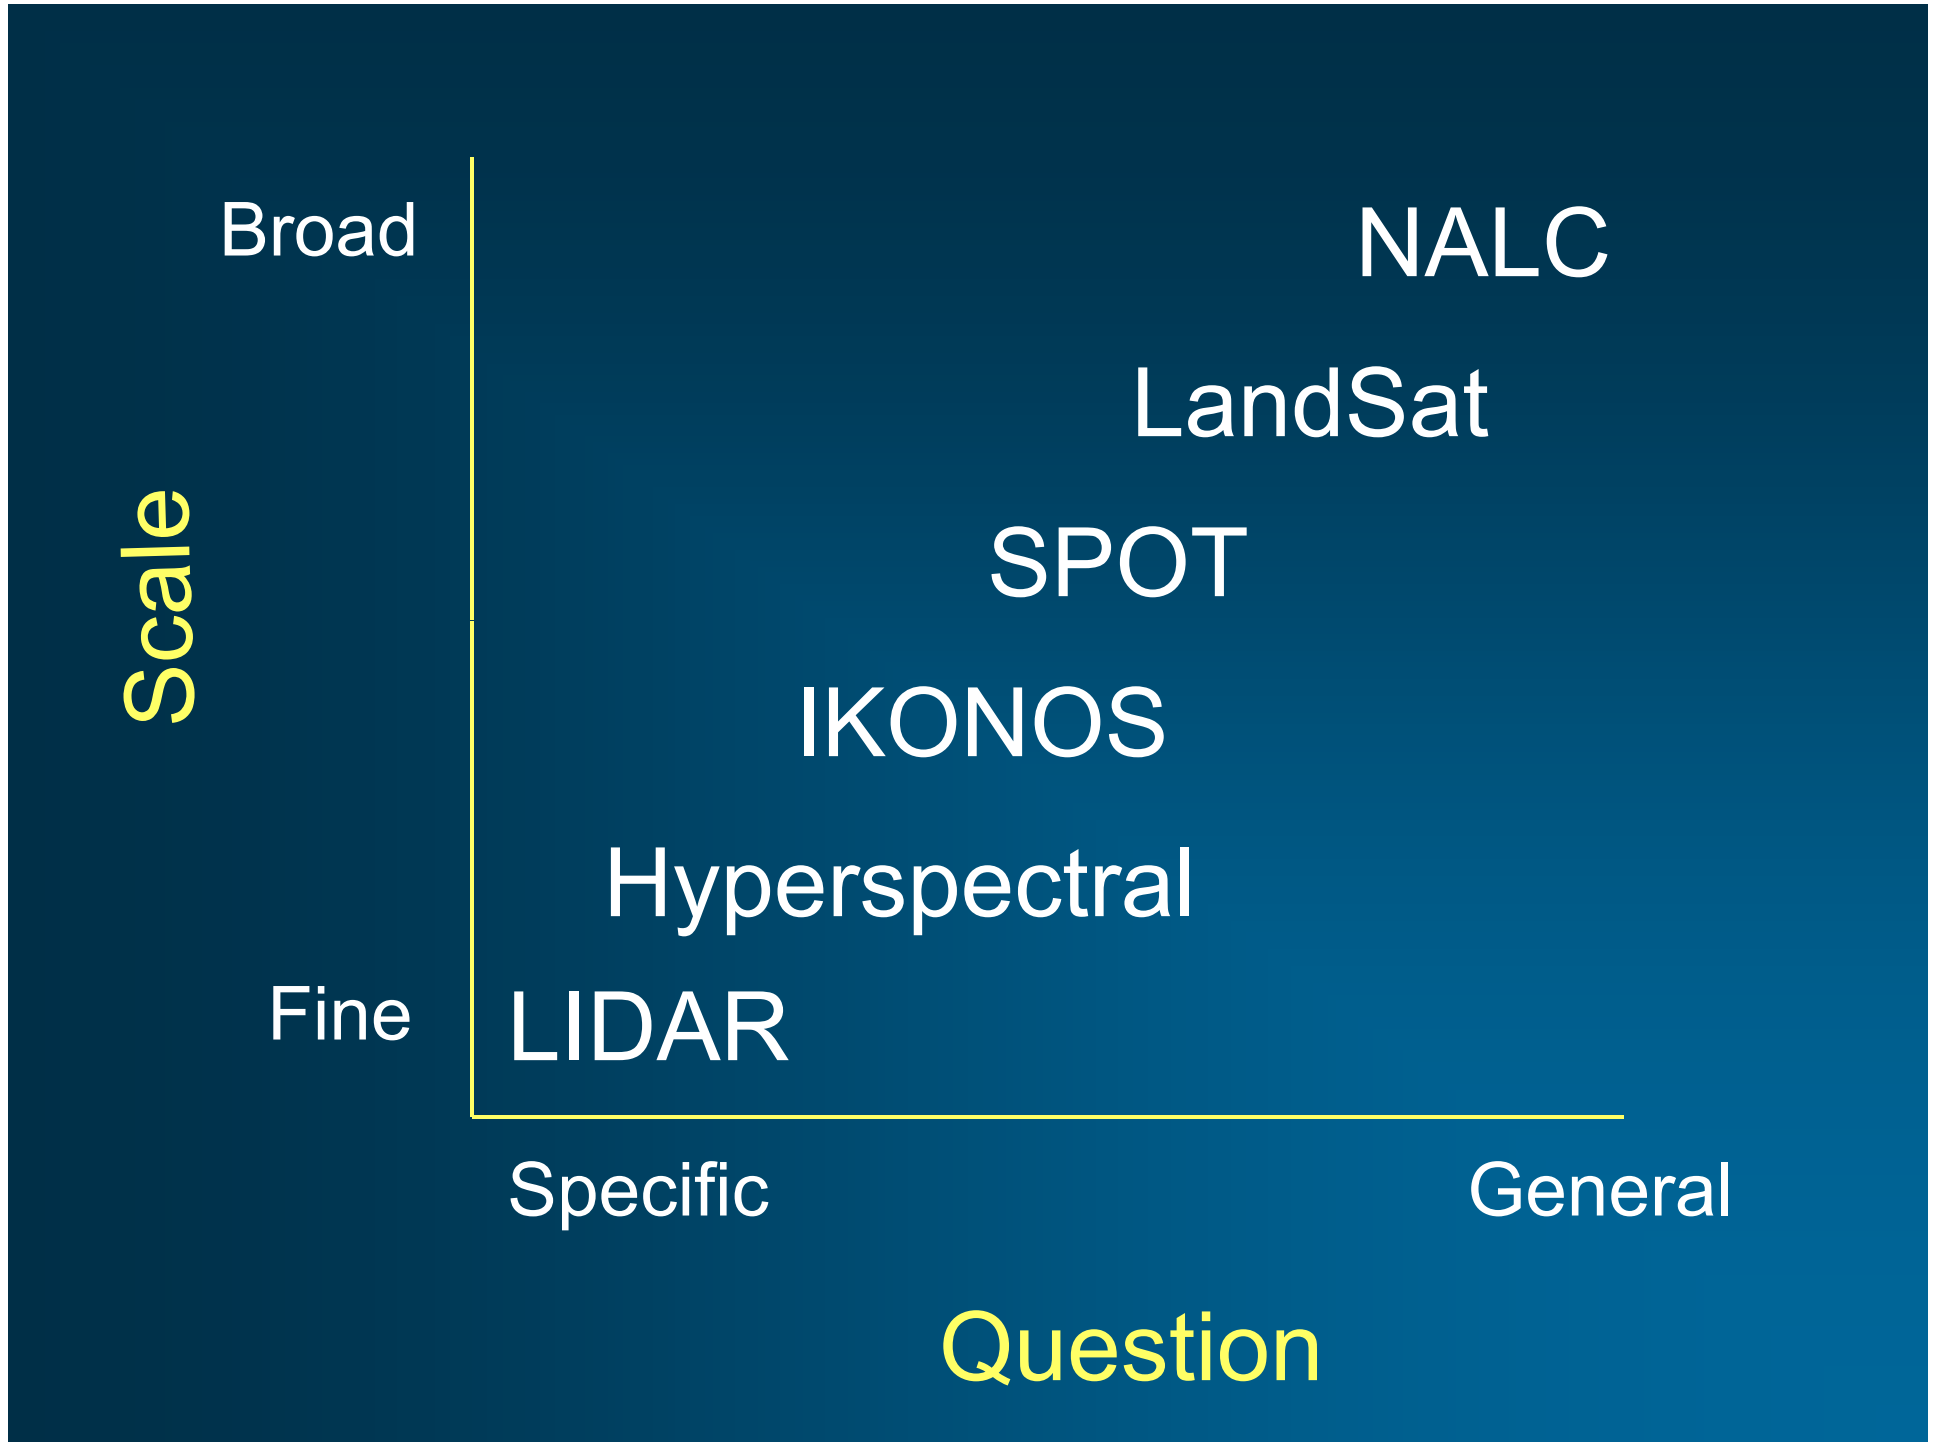 Broad
NALC
LandSat
Scale
SPOT
IKONOS
Hyperspectral
Fine
LIDAR
Specific
General
Question